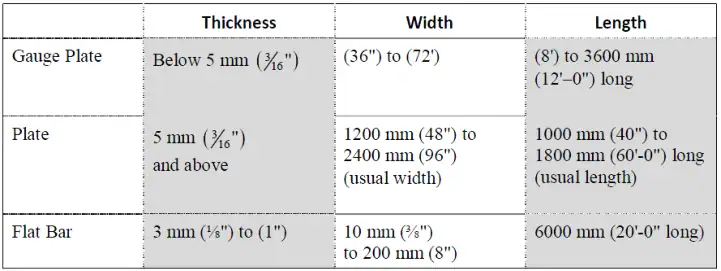 Thickness Width Length
Gauge Plate Below 5 mm (3⁄16") (36") to (72') (8') to 3600 mm
(12'–0") long
Plate 5 mm (3⁄16") 1200 mm (48") to 1000 mm (40") to
and above 2400 mm (96") 1800 mm (60'-0") long
(usual width) (usual length)
Flat Bar 3 mm (⅛") to (1") 10 mm (⅜") 6000 mm (20'-0" long)
to 200 mm (8")